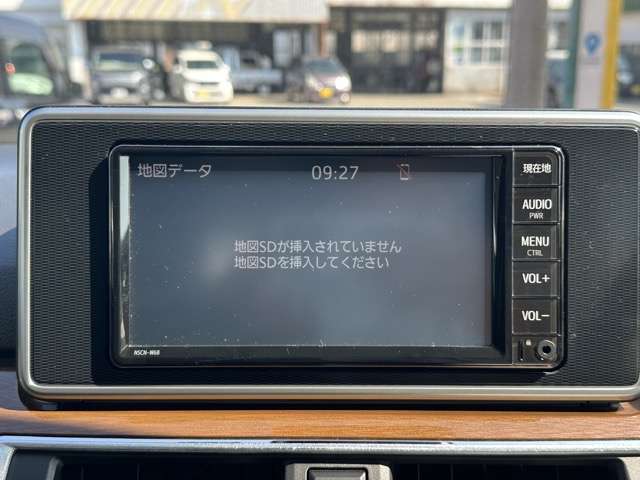 地図データ 09:27
地図SDが挿入されていません
地図SDを挿入してください
現在地
AUDIO
PWR
MENU
CTRL
VOL+
VOL-
NSCN-W68